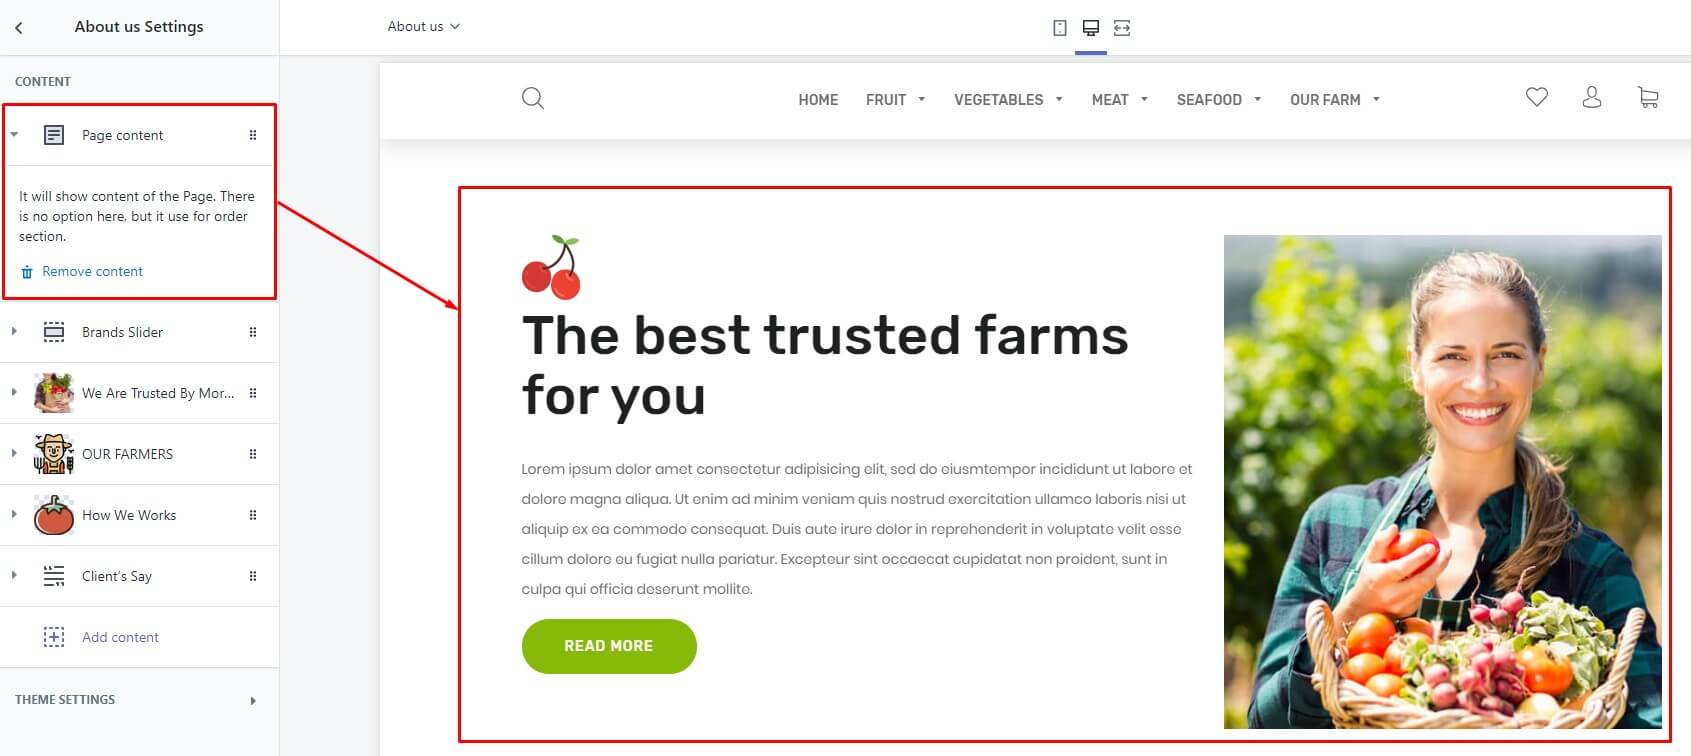 About us Settings
About us
CONTENT
Page content
It will show content of the Page. There
is no option here, but it use for order
section.
Remove content
Brands Slider
We Are Trusted By Mor...
OUR FARMERS
How We Works
Client's Say
Add content
THEME SETTINGS
HOME FRUIT VEGETABLES MEAT SEAFOOD OUR FARM
The best trusted farms
for you
Lorem ipsum dolor amet consectetur adipisicing elit, sed do eiusmtempor incididunt ut labore et
dolore magna aliqua. Ut enim ad minim veniam quis nostrud exercitation ullamco laboris nisi ut
aliquip ex ea commodo consequat. Duis aute irure dolor in reprehenderit in voluptate velit esse
cillum dolore eu fugiat nulla pariatur. Excepteur sint occaecat cupidatat non proident, sunt in
culpa qui officia deserunt mollite.
READ MORE